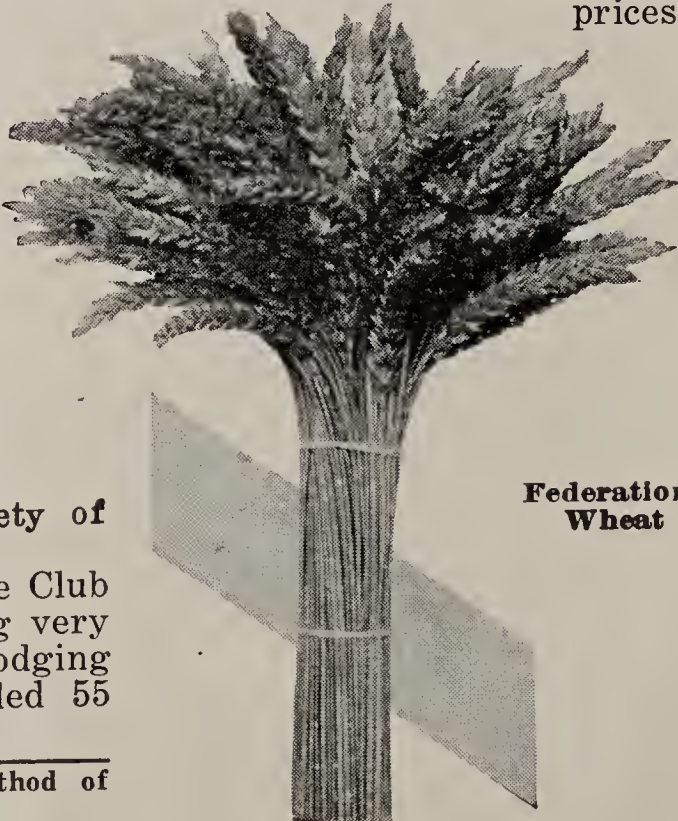 prices
Federation
Wheat
ety of
e Club
g very
odging
led 55
thod of